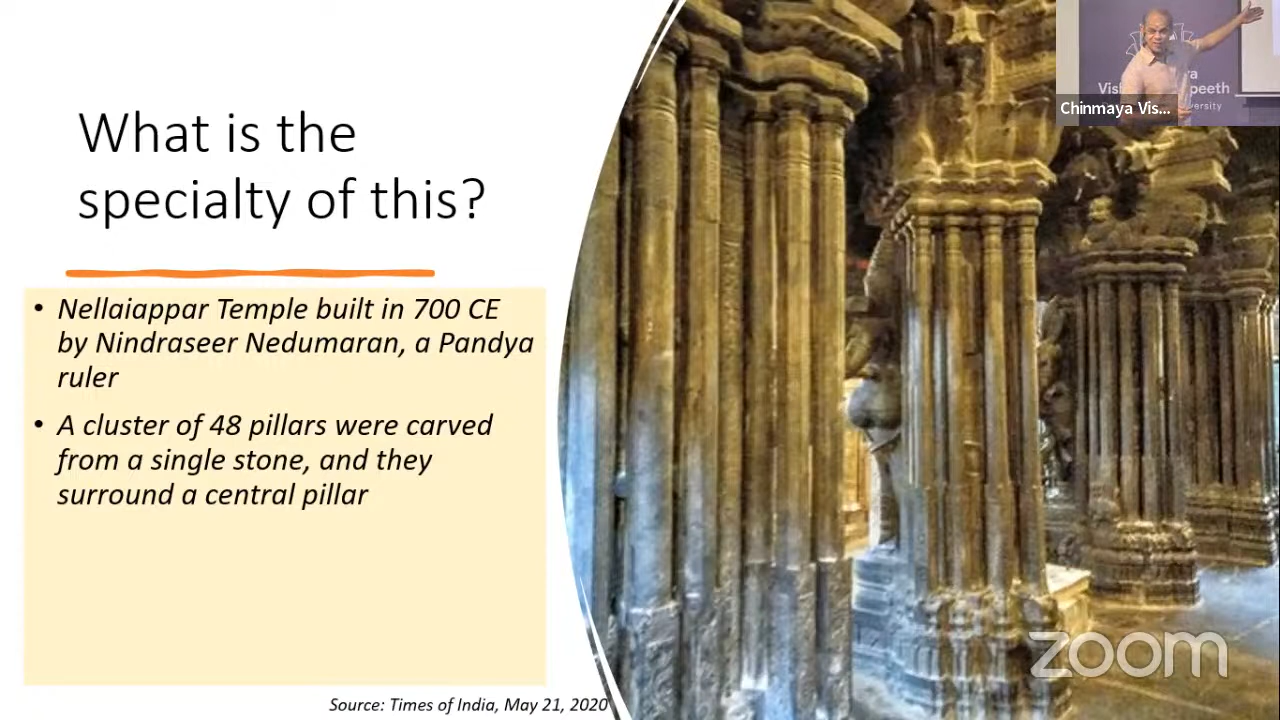 What is the
specialty of this?
• Nellaiappar Temple built in 700 CE
by Nindraseer Nedumaran, a Pandya
ruler
• A cluster of 48 pillars were carved
from a single stone, and they
surround a central pillar
Source: Times of India, May 21, 2020
Chinmaya Vis...
zoom